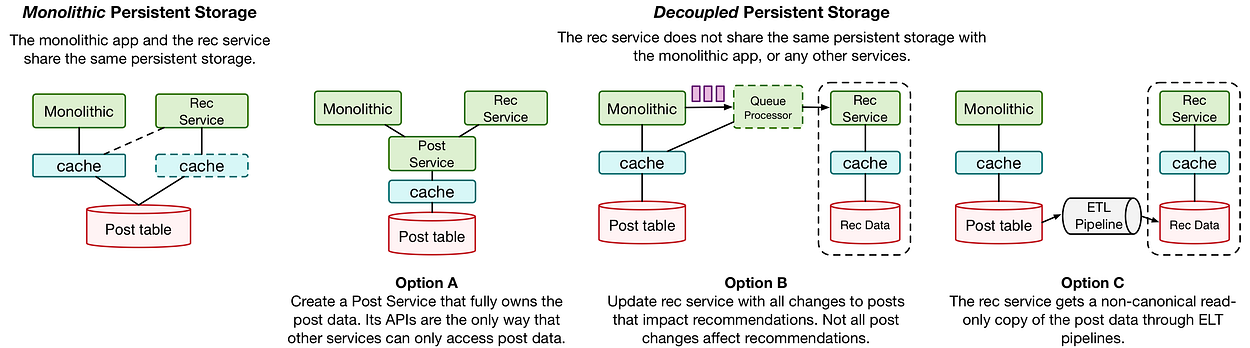 Monolithic Persistent Storage
The monolithic app and the rec service
share the same persistent storage.
Monolithic
Rec
Service
cache
cache
Post table
Decoupled Persistent Storage
The rec service does not share the same persistent storage with
the monolithic app, or any other services.
Monolithic
Rec
Service
Post
Service
cache
Post table
Option A
Create a Post Service that fully owns the
post data. Its APIs are the only way that
other services can only access post data.
Monolithic
Queue
Processor
Rec
Service
cache
cache
Post table
Rec Data
Option B
Update rec service with all changes to posts
that impact recommendations. Not all post
changes affect recommendations.
Monolithic
Rec
Service
cache
cache
Post table
ETL
Pipeline
Rec Data
Option C
The rec service gets a non-canonical read-
only copy of the post data through ELT
pipelines.